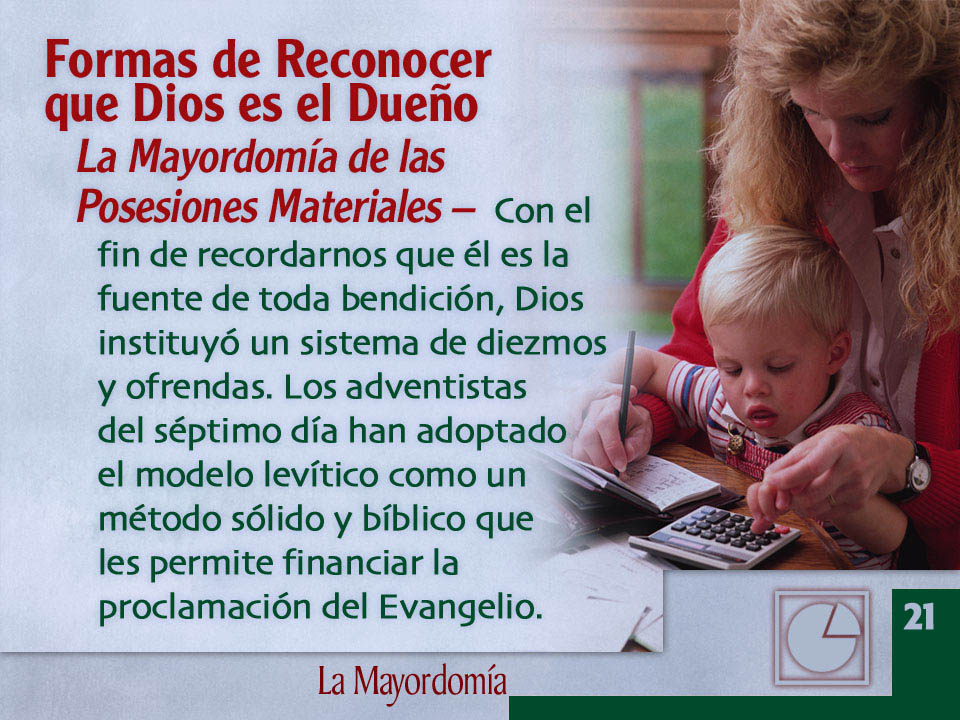 Formas de Reconocer
que Dios es el Dueño
La Mayordomía de las
Posesiones Materiales – Con el
fin de recordarnos que él es la
fuente de toda bendición, Dios
instituyó un sistema de diezmos
y ofrendas. Los adventistas
del séptimo día han adoptado
el modelo levítico como un
método sólido y bíblico que
les permite financiar la
proclamación del Evangelio.
21
La Mayordomía